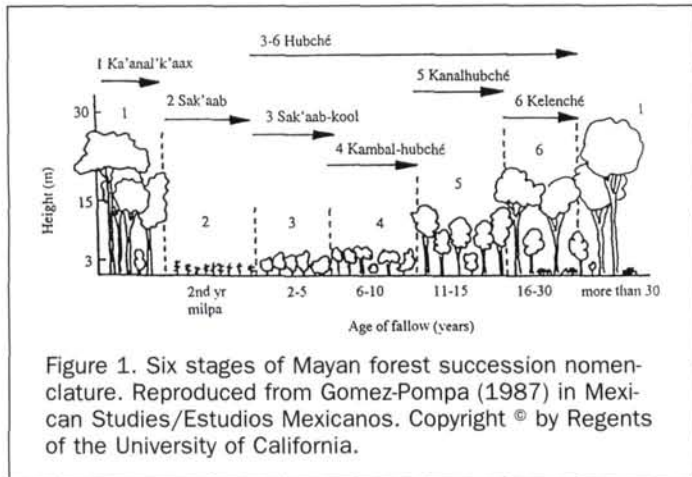 3-6 Hubché
1 Ka'anal'k'aax
5 Kanalhubché
30
1
2 Sak'aab
6 Kelenché
1
3 Sak'aab-kool
4 Kambal-hubché
6
Height (m)
15
5
2
3
4
3
2nd yr
milpa
2-5
6-10
11-15
16-30
more than 30
Age of fallow (years)
Figure 1. Six stages of Mayan forest succession nomen-
clature. Reproduced from Gomez-Pompa (1987) in Mexi-
can Studies/Estudios Mexicanos. Copyright © by Regents
of the University of California.